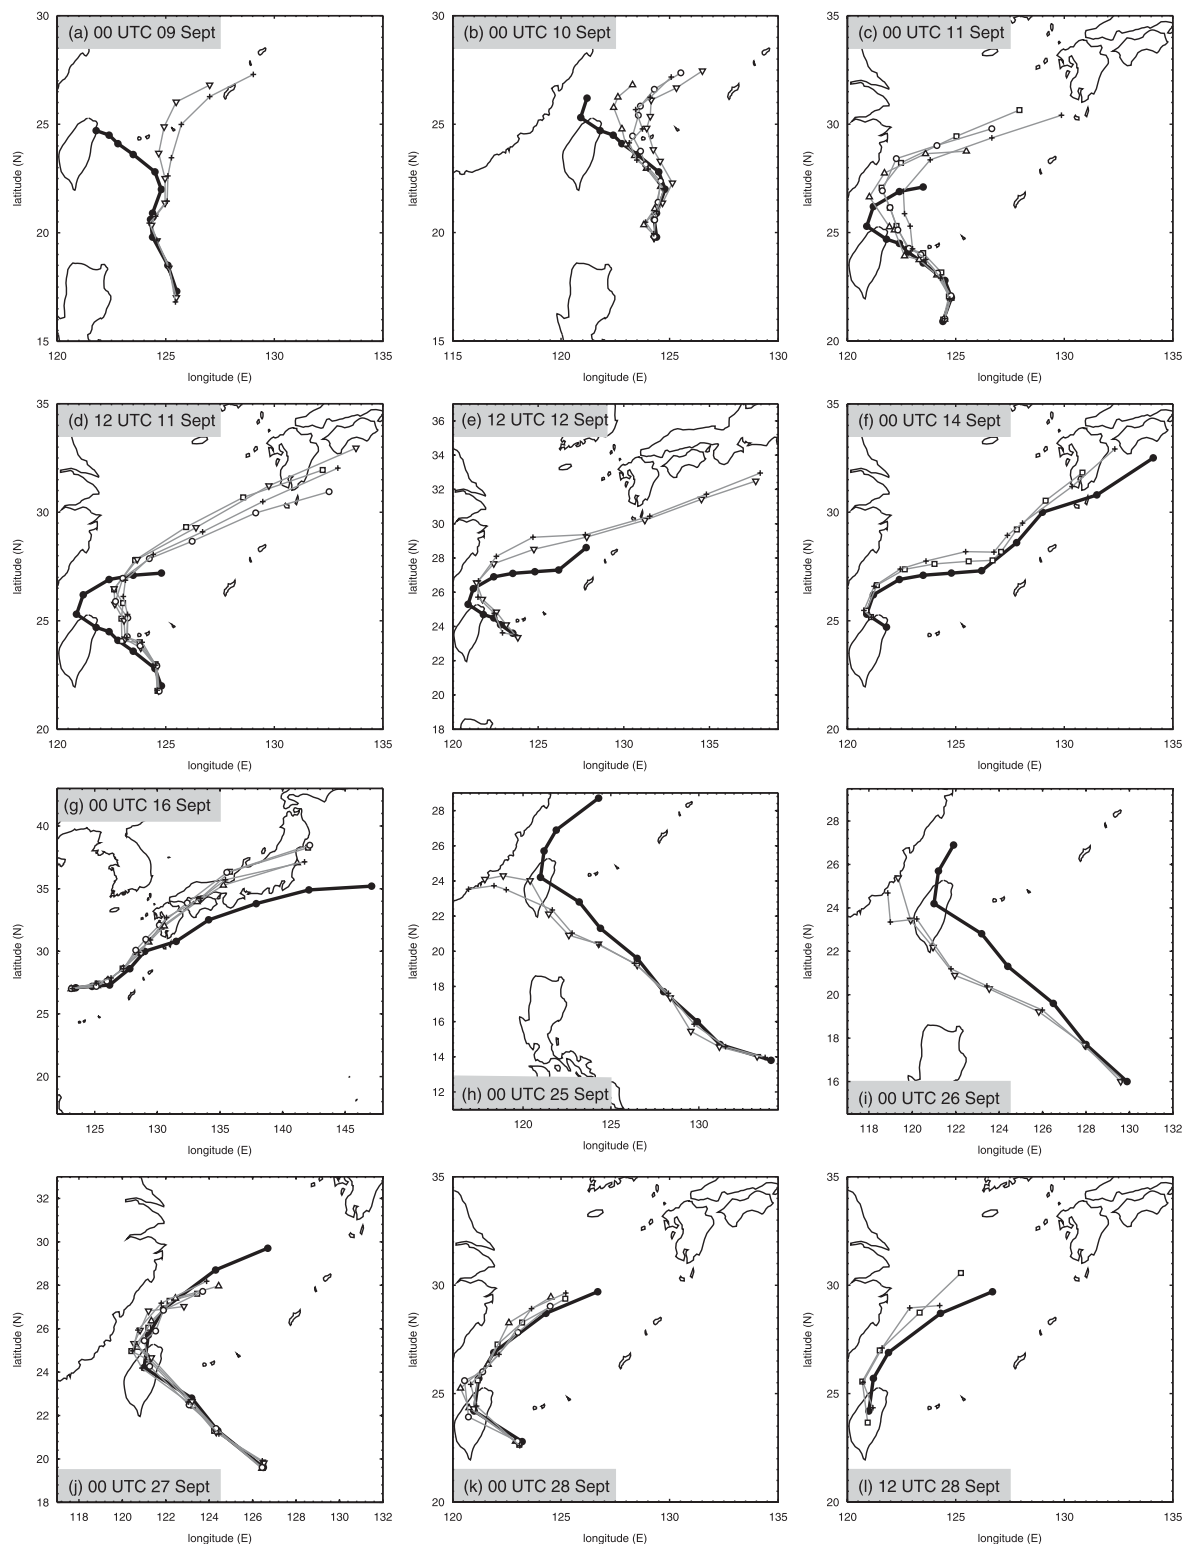 (a) 00 UTC 09 Sept
30
25
20
15
latitude (N)
120 125 130 135
longitude (E)
(b) 00 UTC 10 Sept
30
25
20
15
latitude (N)
115 120 125 130
longitude (E)
(c) 00 UTC 11 Sept
35
30
25
20
latitude (N)
120 125 130 135
longitude (E)
(d) 12 UTC 11 Sept
35
30
25
20
latitude (N)
120 125 130 135
longitude (E)
(e) 12 UTC 12 Sept
36
34
32
30
28
26
24
22
20
18
latitude (N)
120 125 130 135
longitude (E)
(f) 00 UTC 14 Sept
35
30
25
20
latitude (N)
120 125 130 135
longitude (E)
(g) 00 UTC 16 Sept
40
35
30
25
20
latitude (N)
125 130 135 140 145
longitude (E)
28
26
24
22
20
18
16
14
12
latitude (N)
(h) 00 UTC 25 Sept
120 125 130
longitude (E)
28
26
24
22
20
18
16
latitude (N)
(i) 00 UTC 26 Sept
118 120 122 124 126 128 130 132
longitude (E)
32
30
28
26
24
22
20
18
latitude (N)
(j) 00 UTC 27 Sept
118 120 122 124 126 128 130 132
longitude (E)
35
30
25
20
latitude (N)
(k) 00 UTC 28 Sept
120 125 130 135
longitude (E)
35
30
25
20
latitude (N)
(l) 12 UTC 28 Sept
120 125 130 135
longitude (E)